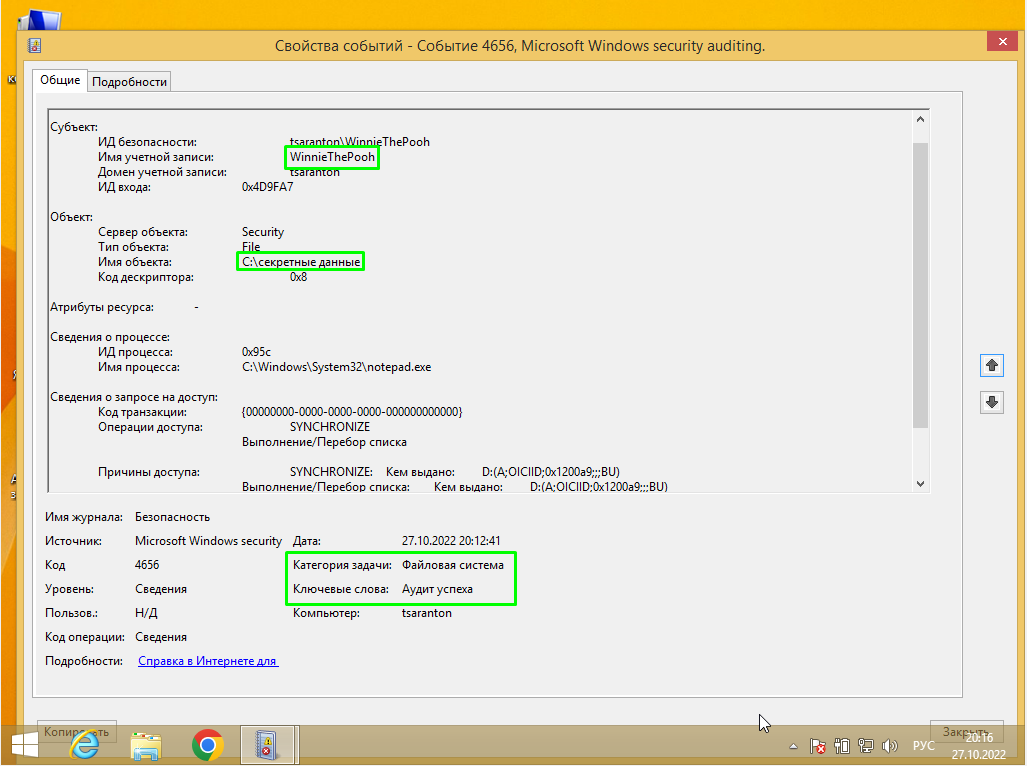 Свойства событий - Событие 4656, Microsoft Windows security auditing.
Общие Подробности
Субъект:
ИД безопасности: tsaranton\WinnieThePooh
Имя учетной записи: WinnieThePooh
Домен учетной записи: tsaranton
ИД входа: 0x4D9FA7
Объект:
Сервер объекта: Security
Тип объекта: File
Имя объекта: C:\секретные данные
Код дескриптора: 0x8
Атрибуты ресурса: -
Сведения о процессе:
ИД процесса: 0x95c
Имя процесса: C:\Windows\System32\notepad.exe
Сведения о запросе на доступ:
Код транзакции: {00000000-0000-0000-0000-000000000000}
Операции доступа: SYNCHRONIZE
Выполнение/Перебор списка
Причины доступа: SYNCHRONIZE: Кем выдано: D:(A;OICIID;0x1200a9;;;BU)
Выполнение/Перебор списка: Кем выдано: D:(A;OICIID;0x1200a9;;;BU)
Имя журнала: Безопасность
Источник: Microsoft Windows security Дата: 27.10.2022 20:12:41
Код 4656 Категория задачи: Файловая система
Уровень: Сведения Ключевые слова: Аудит успеха
Пользов.: Н/Д Компьютер: tsaranton
Код операции: Сведения
Подробности: Справка в Интернете для
Копировать Закрыть
РУС 20:16
27.10.2022